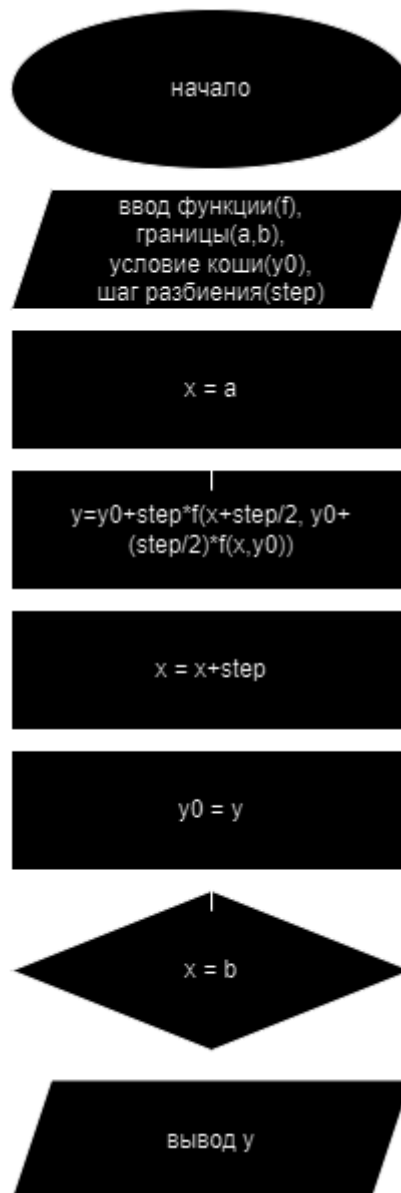 начало
ввод функции(f),
границы(a,b),
условие коши(y0),
шаг разбиения(step)
x = a
y=y0+step*f(x+step/2, y0+
(step/2)*f(x,y0))
x = x+step
y0 = y
x = b
вывод y